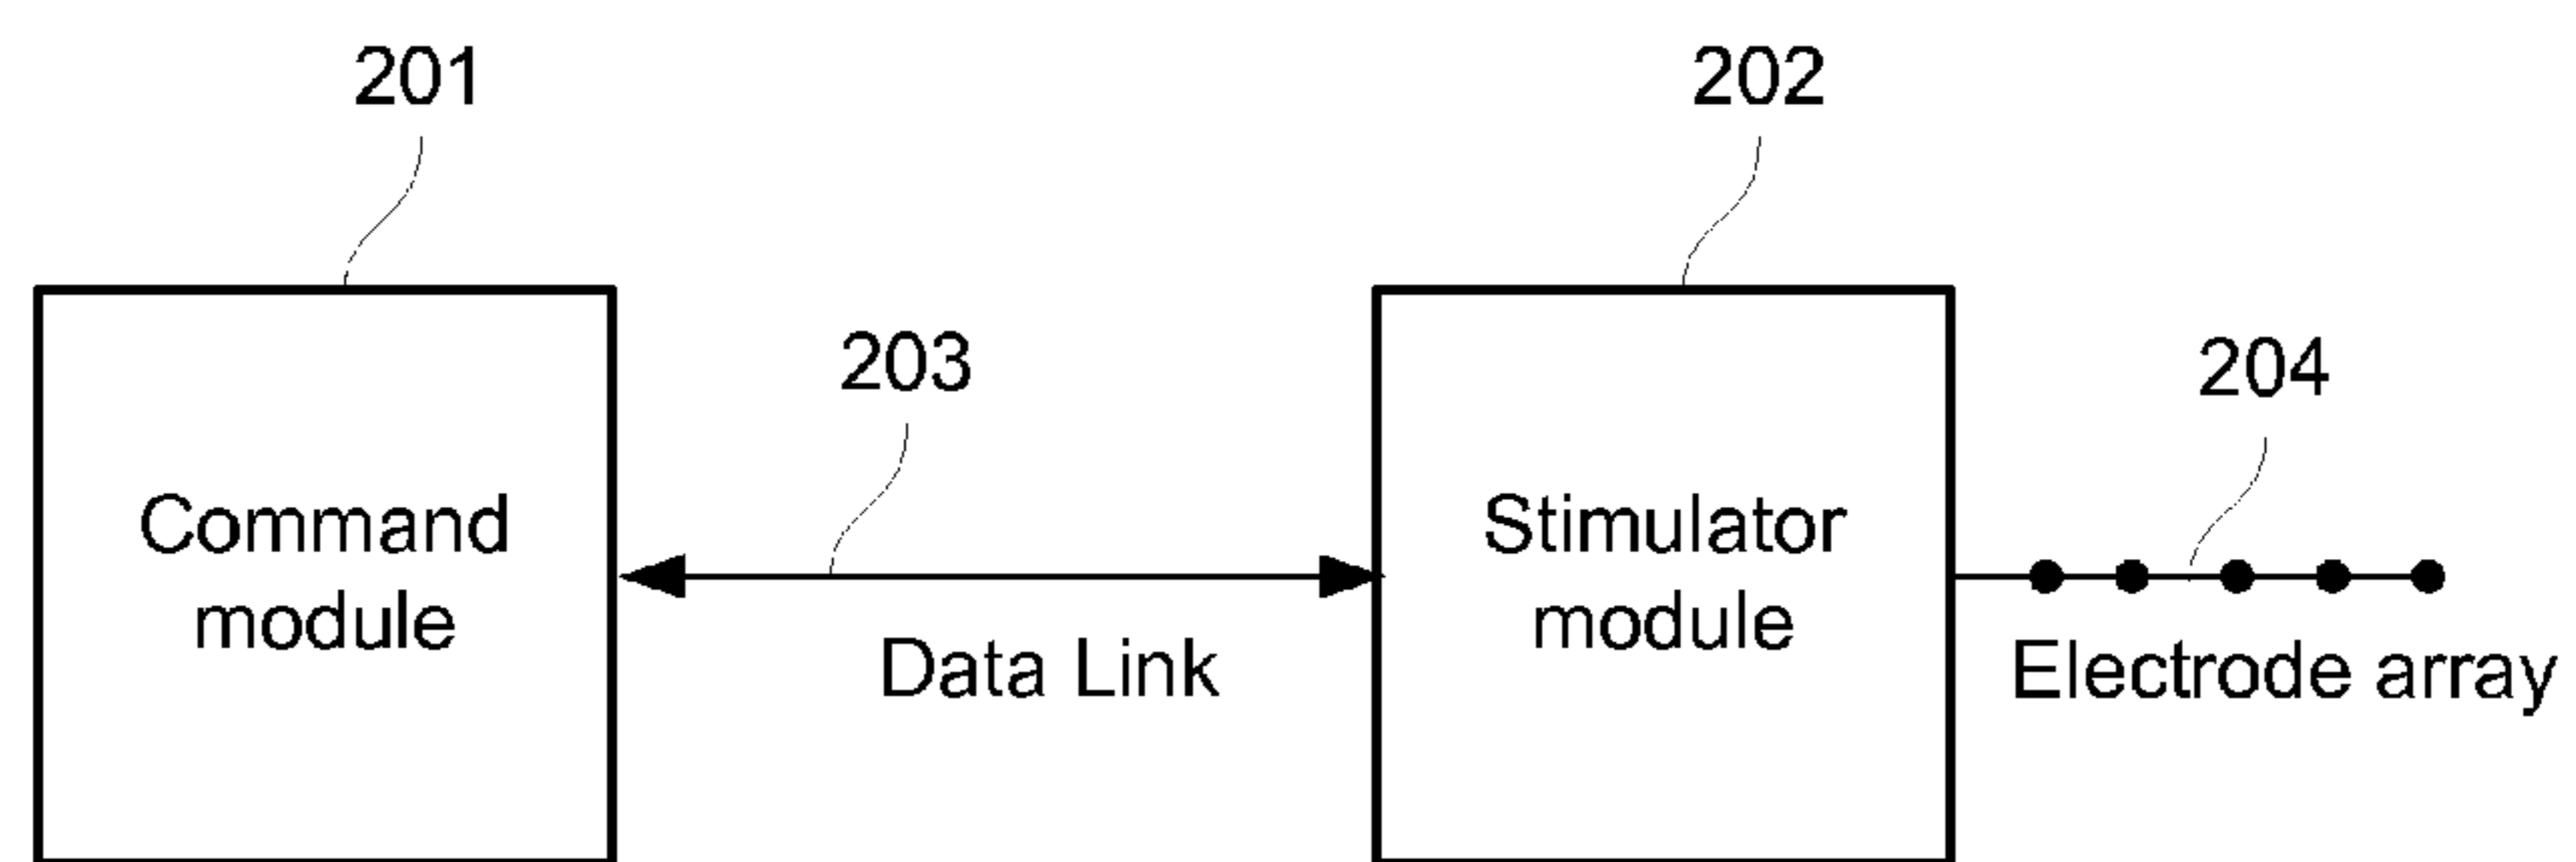 201
202
203
204
Command
module
Stimulator
module
Data Link
Electrode array